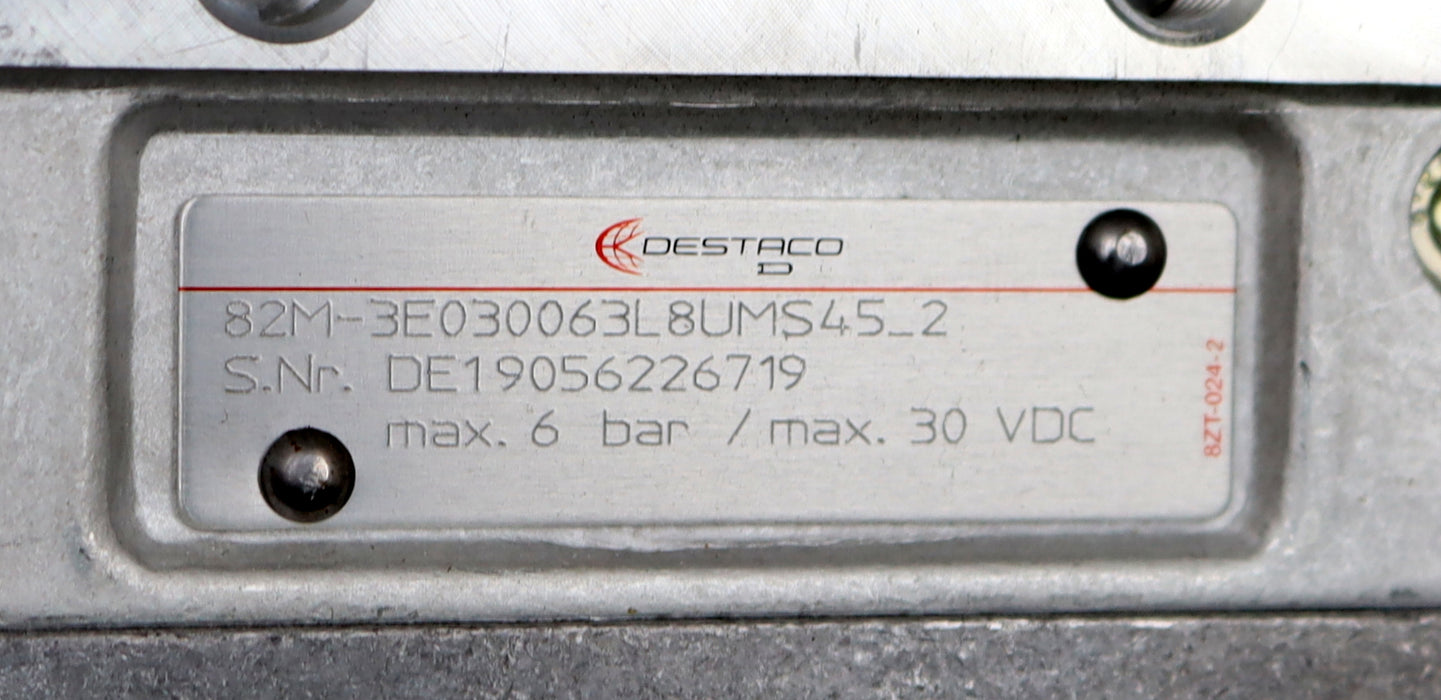 DESTACO
D
82M-3E030063L8UMS45_2
S.Nr. DE19056226719
max. 6 bar / max. 30 VDC
8ZT-024-2